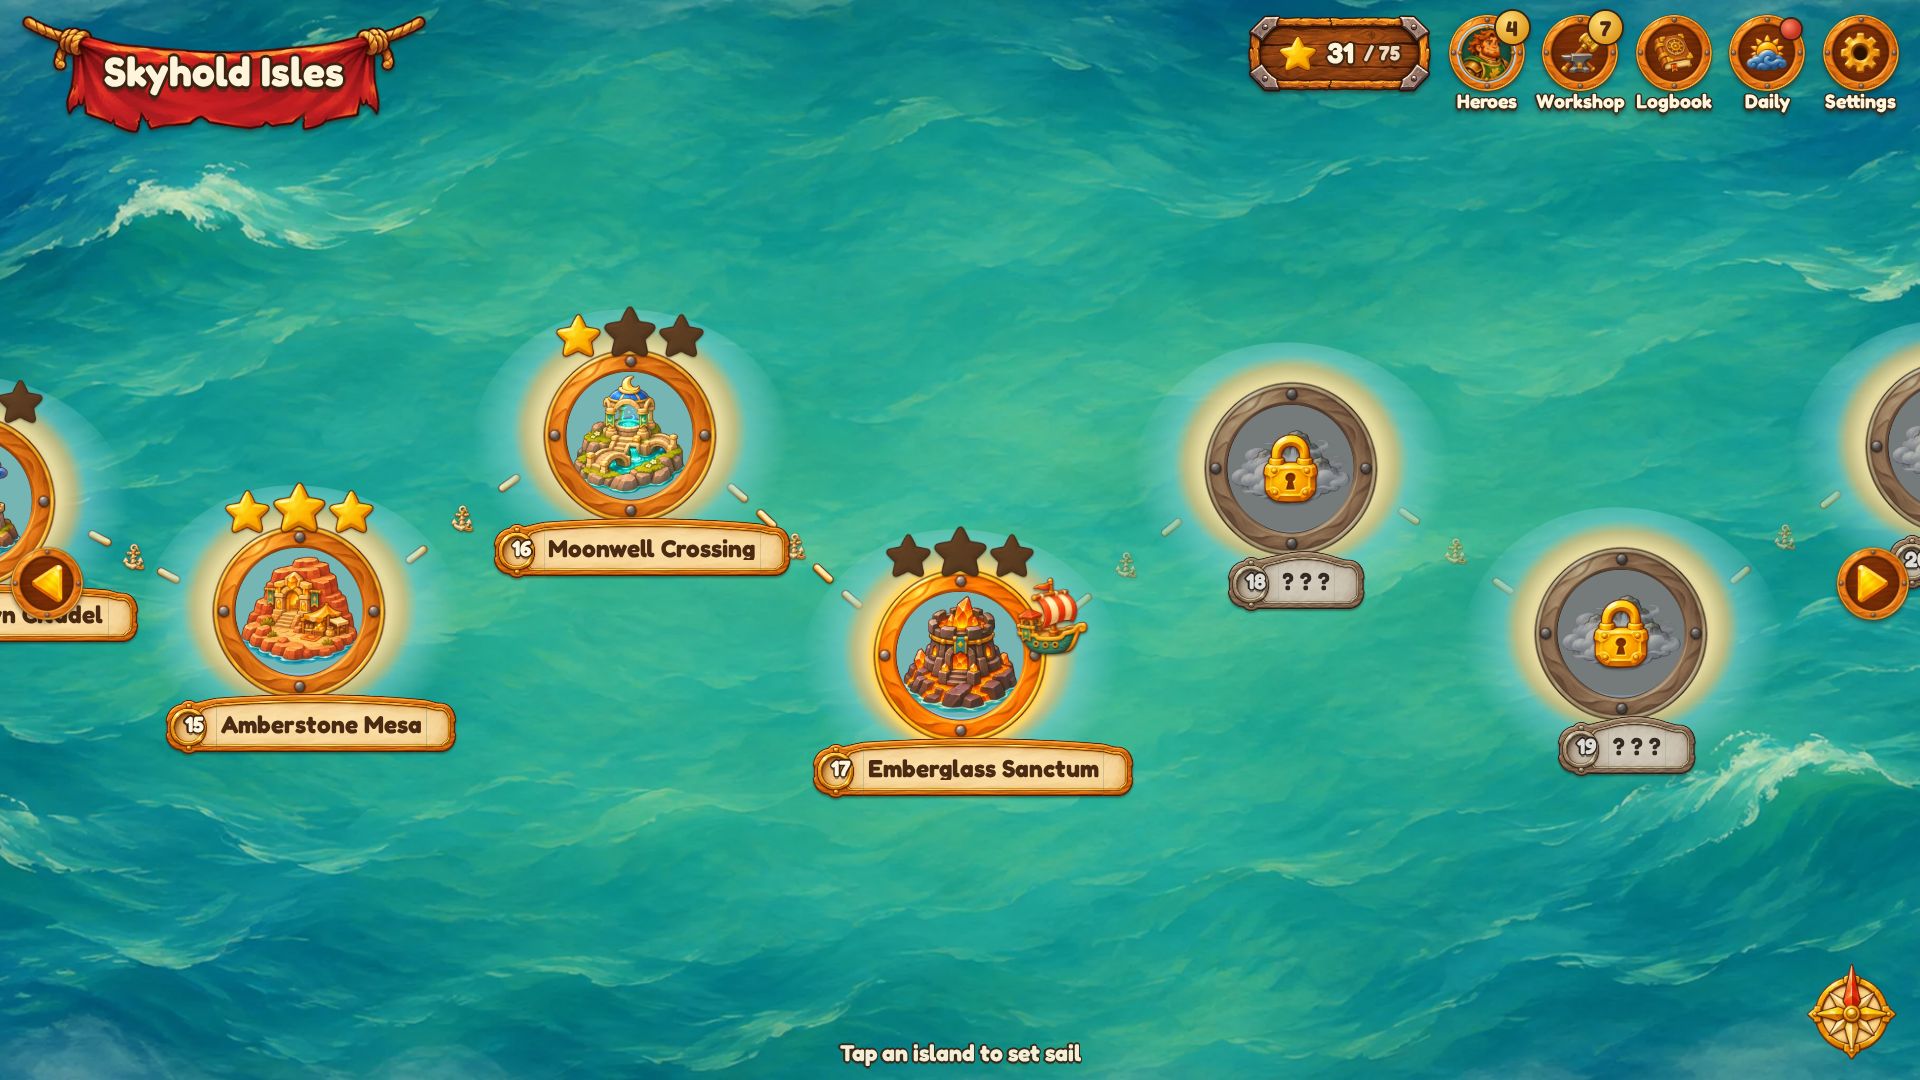 Skyhold Isles
31 / 75
4
7
Heroes
Workshop
Logbook
Daily
Settings
16 Moonwell Crossing
18 ? ? ?
15 Amberstone Mesa
17 Emberglass Sanctum
19 ? ? ?
Tap an island to set sail